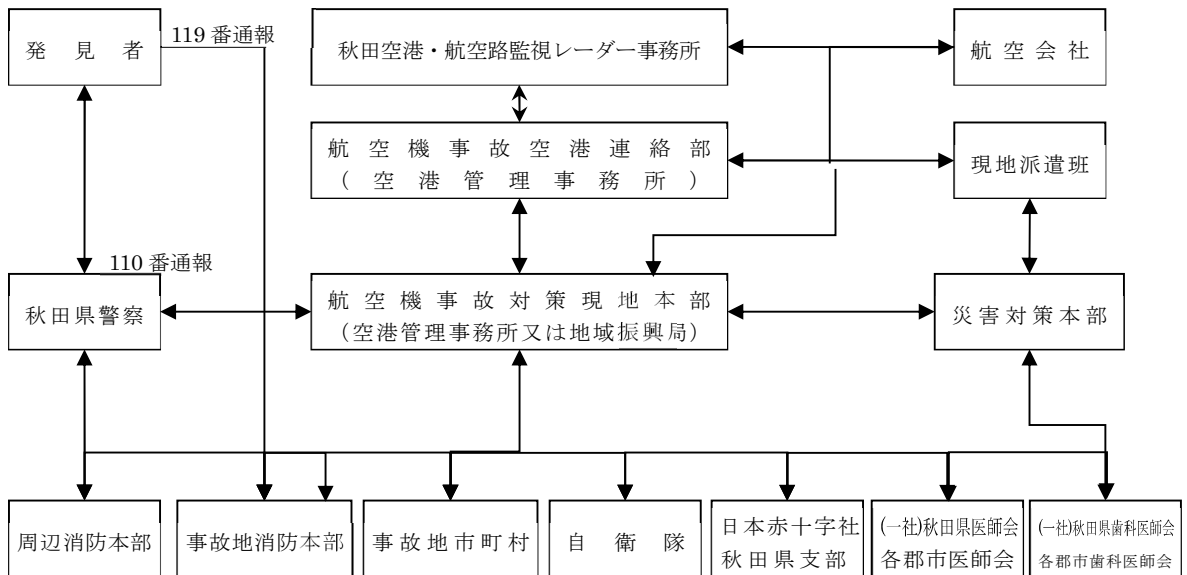 発見者
119 番通報
秋田空港・航空路監視レーダー事務所
航空会社
航空機事故空港連絡部
（空港管理事務所）
現地派遣班
110 番通報
秋田県警察
航空機事故対策現地本部
(空港管理事務所又は地域振興局)
災害対策本部
周辺消防本部
事故地消防本部
事故地市町村
自衛隊
日本赤十字社
秋田県支部
(一社)秋田県医師会
各郡市医師会
(一社)秋田県歯科医師会
各郡市歯科医師会